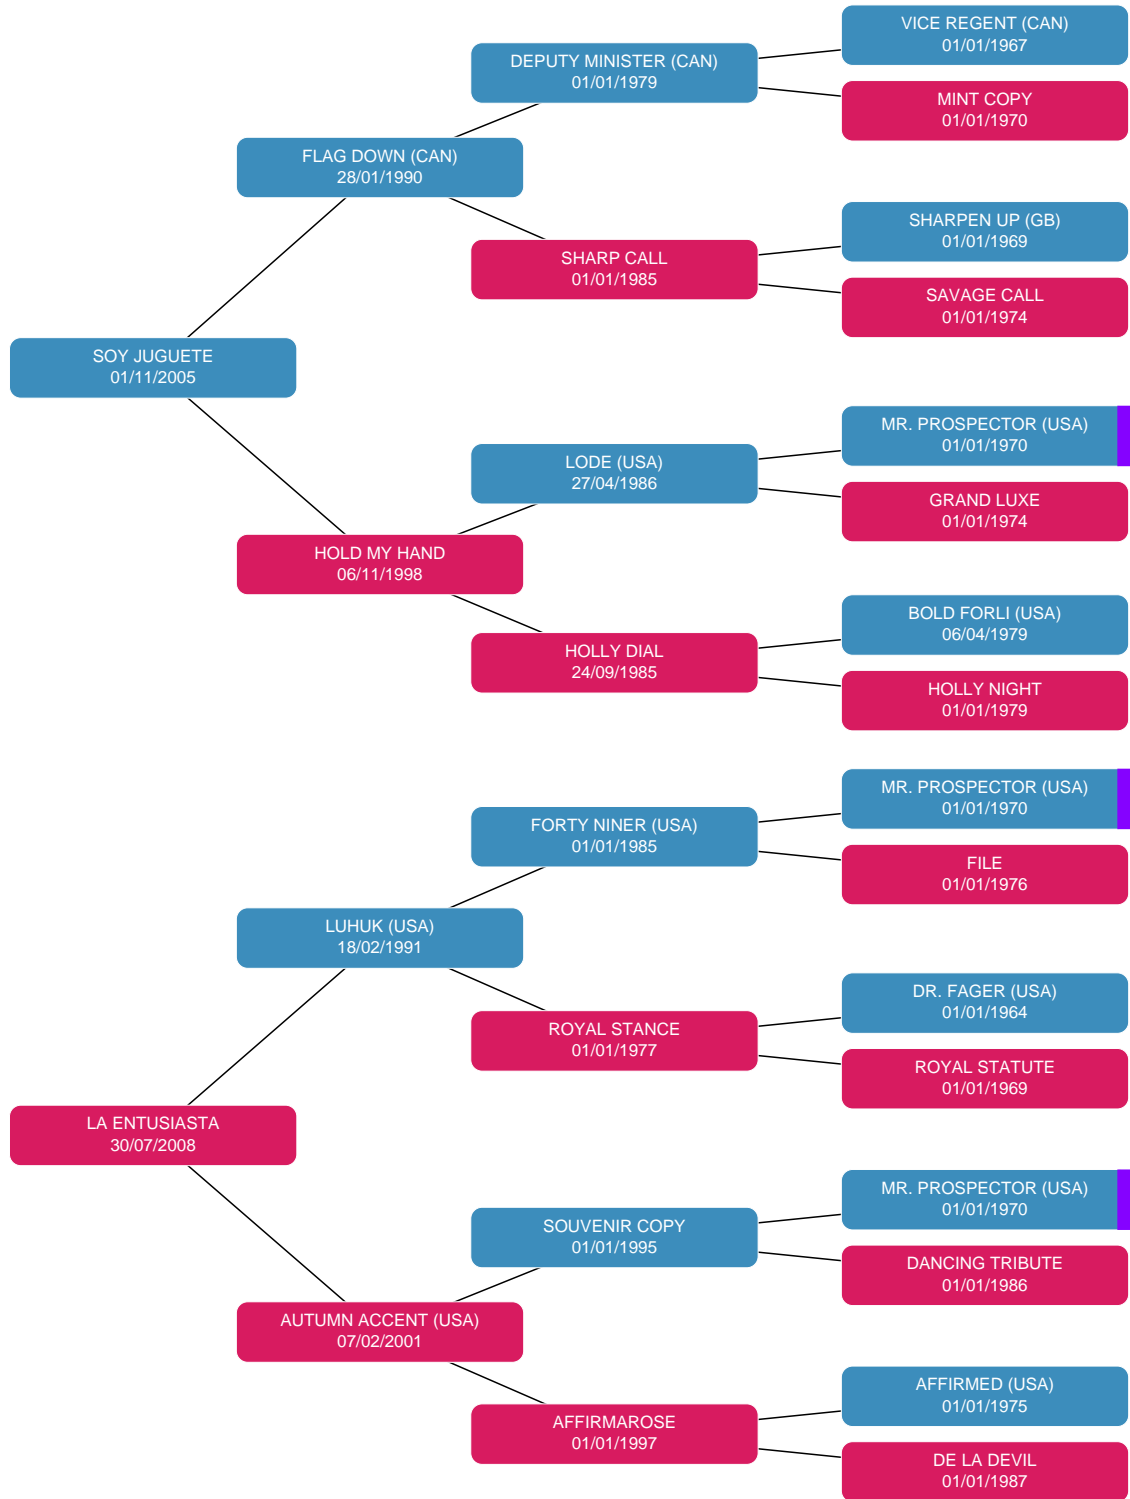 VICE REGENT (CAN)
01/01/1967
DEPUTY MINISTER (CAN)
01/01/1979
MINT COPY
01/01/1970
FLAG DOWN (CAN)
28/01/1990
SHARPEN UP (GB)
01/01/1969
SHARP CALL
01/01/1985
SAVAGE CALL
01/01/1974
SOY JUGUETE
01/11/2005
MR. PROSPECTOR (USA)
01/01/1970
LODE (USA)
27/04/1986
GRAND LUXE
01/01/1974
HOLD MY HAND
06/11/1998
BOLD FORLI (USA)
06/04/1979
HOLLY DIAL
24/09/1985
HOLLY NIGHT
01/01/1979
MR. PROSPECTOR (USA)
01/01/1970
FORTY NINER (USA)
01/01/1985
FILE
01/01/1976
LUHUK (USA)
18/02/1991
DR. FAGER (USA)
01/01/1964
ROYAL STANCE
01/01/1977
ROYAL STATUTE
01/01/1969
LA ENTUSIASTA
30/07/2008
MR. PROSPECTOR (USA)
01/01/1970
SOUVENIR COPY
01/01/1995
DANCING TRIBUTE
01/01/1986
AUTUMN ACCENT (USA)
07/02/2001
AFFIRMED (USA)
01/01/1975
AFFIRMAROSE
01/01/1997
DE LA DEVIL
01/01/1987